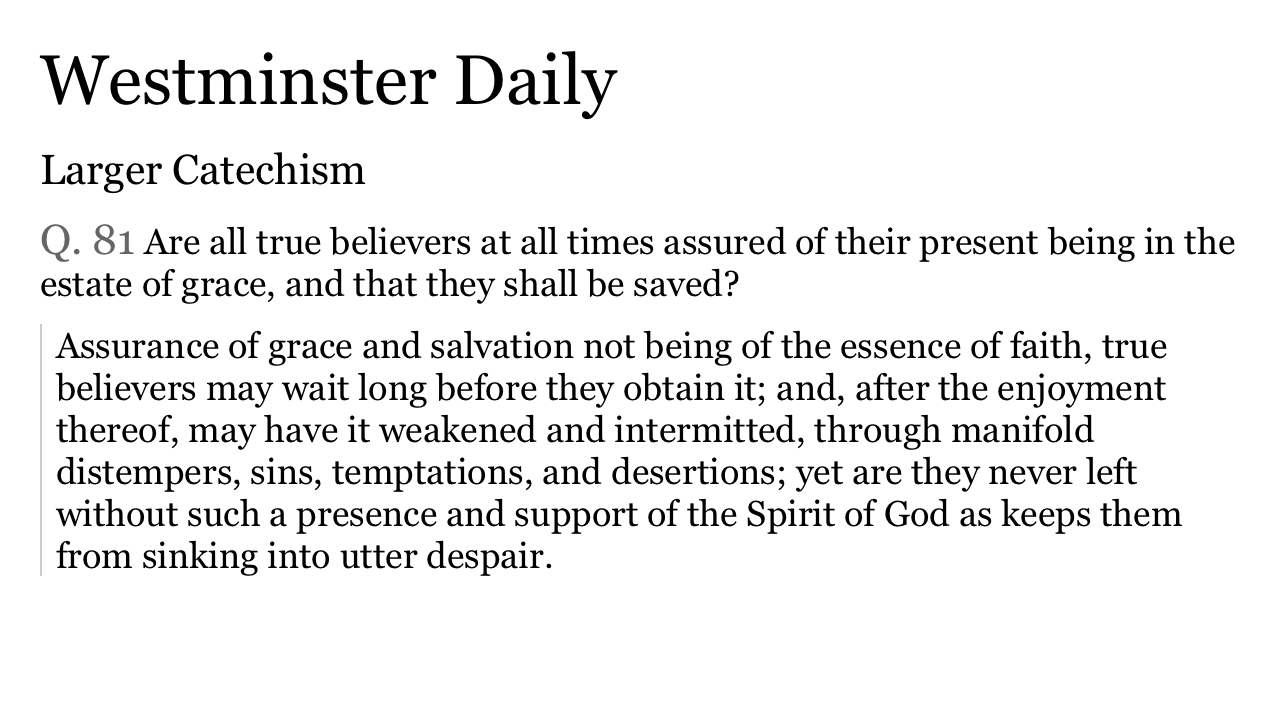 Westminster Daily
Larger Catechism
Q. 81 Are all true believers at all times assured of their present being in the
estate of grace, and that they shall be saved?
Assurance of grace and salvation not being of the essence of faith, true
believers may wait long before they obtain it; and, after the enjoyment
thereof, may have it weakened and intermitted, through manifold
distempers, sins, temptations, and desertions; yet are they never left
without such a presence and support of the Spirit of God as keeps them
from sinking into utter despair.